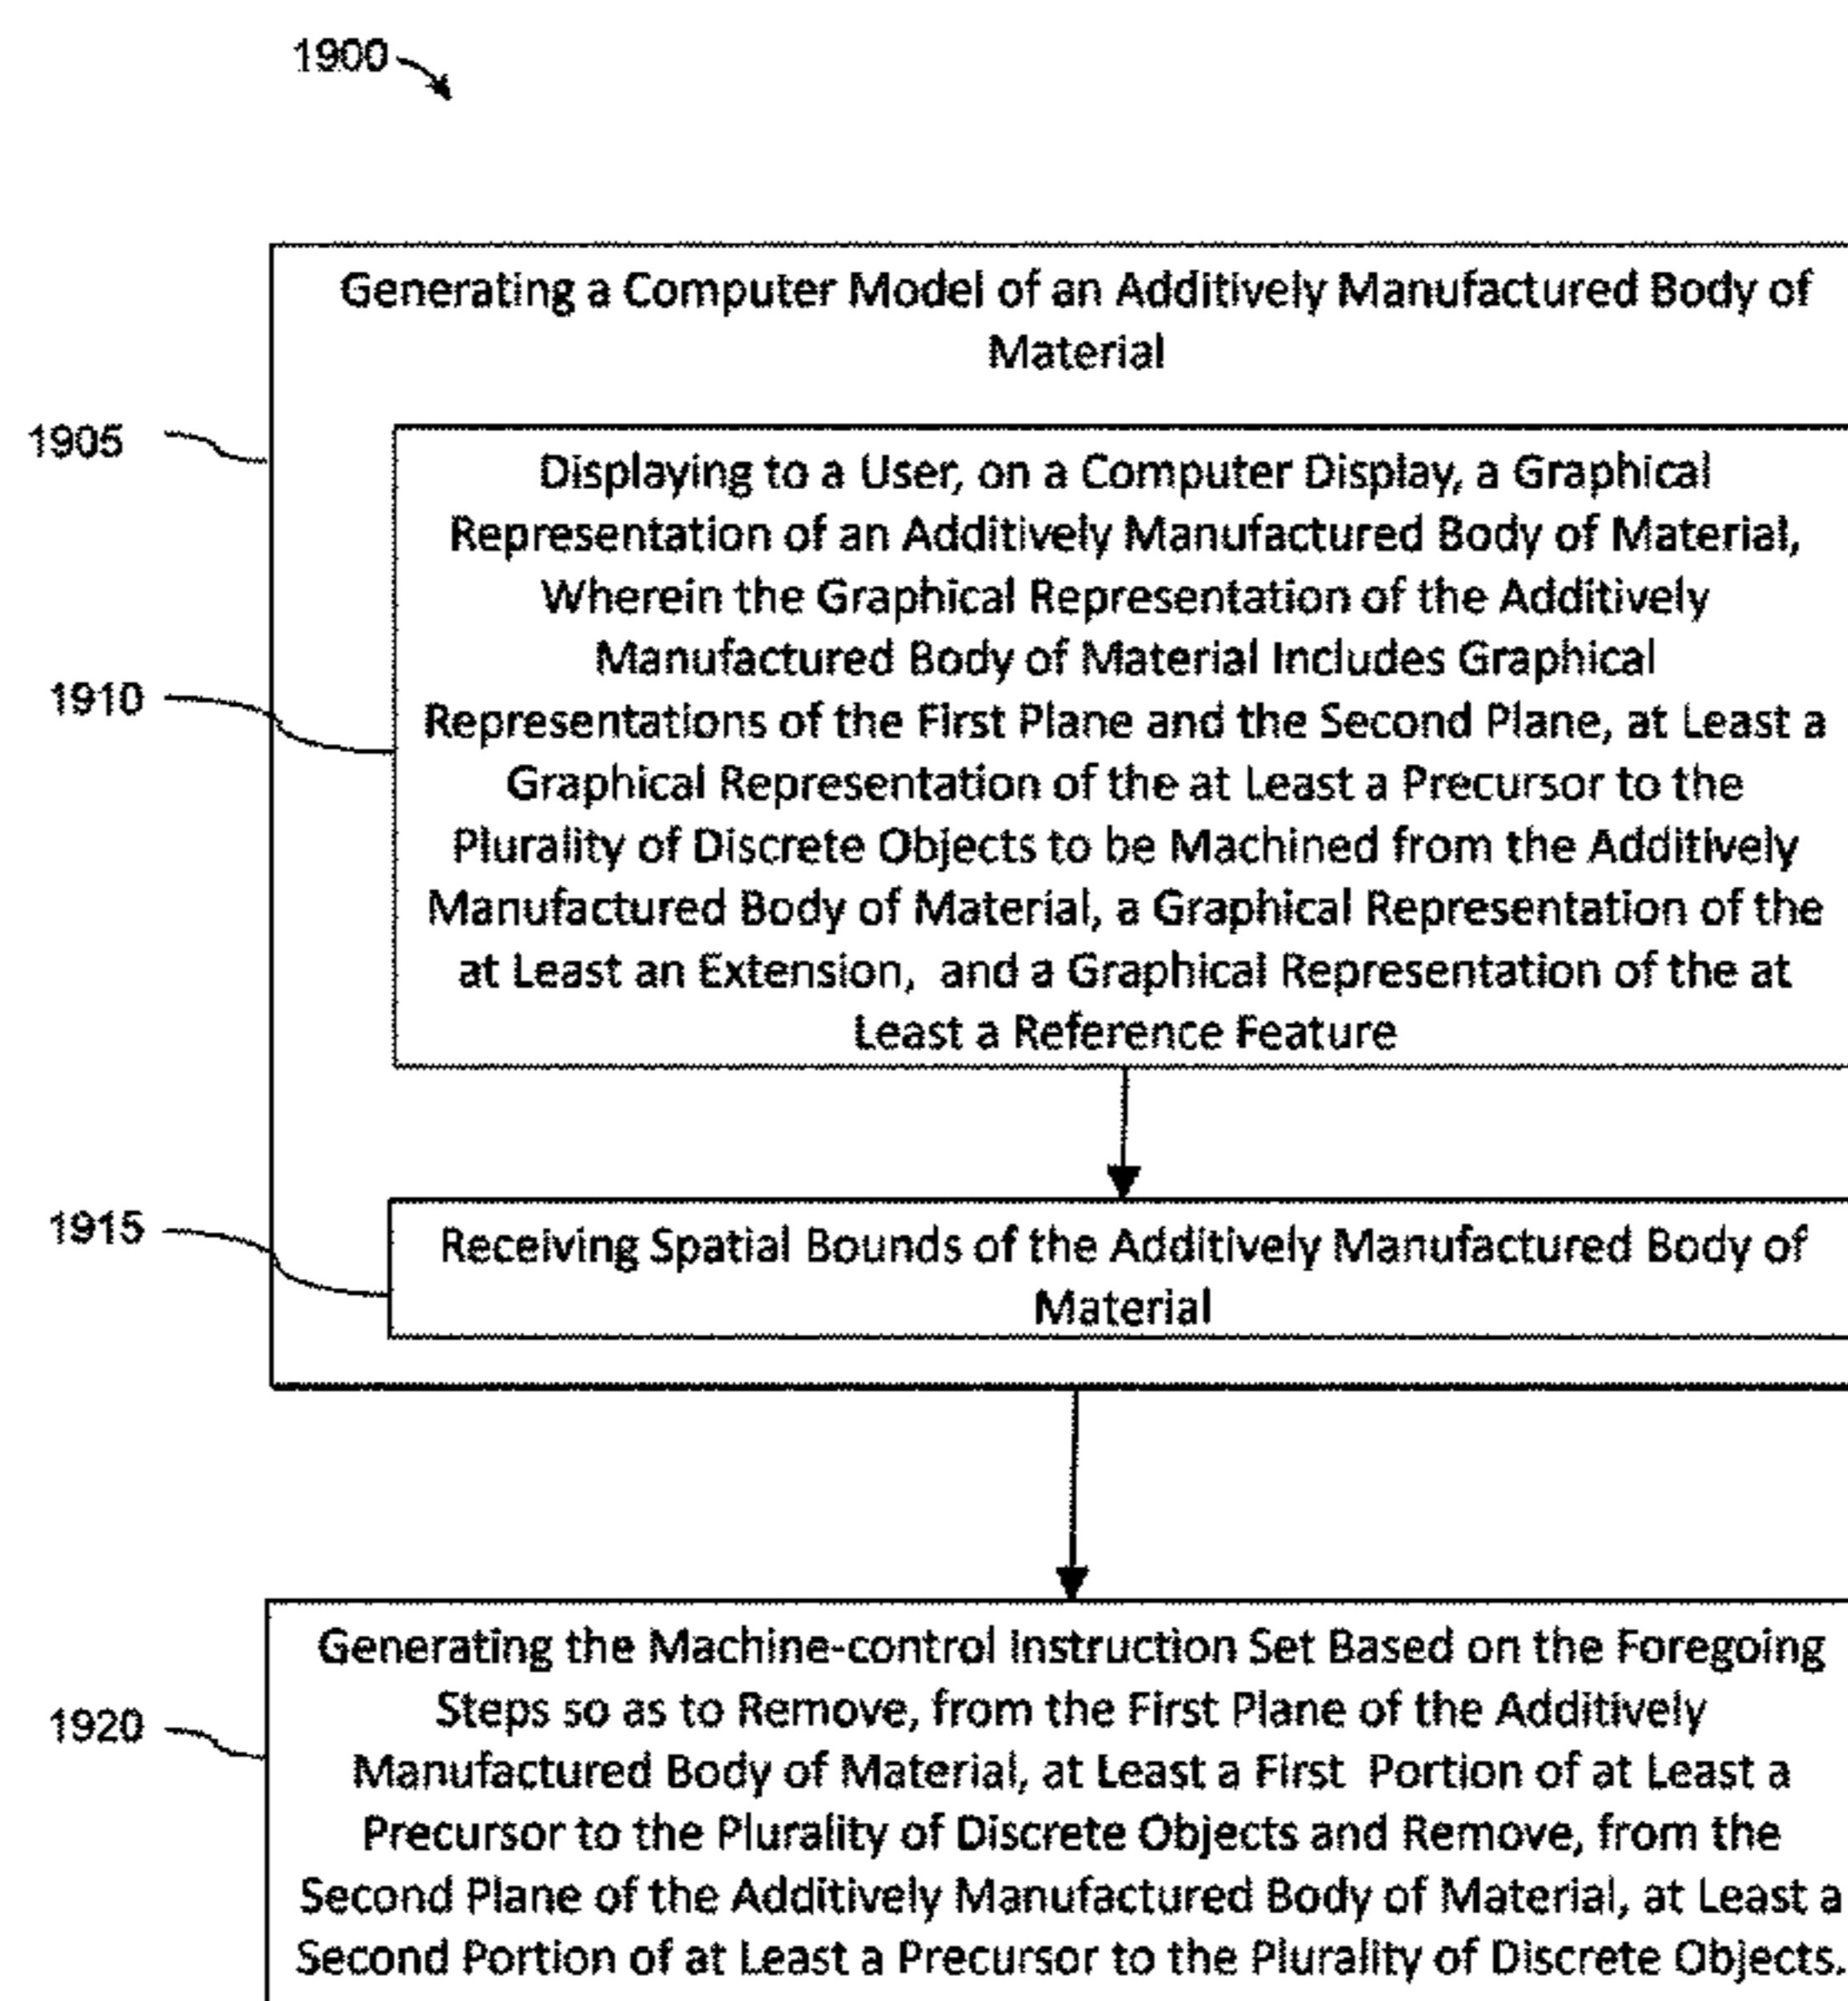 1900
Generating a Computer Model of an Additively Manufactured Body of
Material
1905
Displaying to a User, on a Computer Display, a Graphical
Representation of an Additively Manufactured Body of Material,
Wherein the Graphical Representation of the Additively
Manufactured Body of Material Includes Graphical
1910
Representations of the First Plane and the Second Plane, at Least a
Graphical Representation of the at Least a Precursor to the
Plurality of Discrete Objects to be Machined from the Additively
Manufactured Body of Material, a Graphical Representation of the
at Least an Extension, and a Graphical Representation of the at
Least a Reference Feature
1915
Receiving Spatial Bounds of the Additively Manufactured Body of
Material
Generating the Machine-control Instruction Set Based on the Foregoing
Steps so as to Remove, from the First Plane of the Additively
1920
Manufactured Body of Material, at Least a First Portion of at Least a
Precursor to the Plurality of Discrete Objects and Remove, from the
Second Plane of the Additively Manufactured Body of Material, at Least a
Second Portion of at Least a Precursor to the Plurality of Discrete Objects.